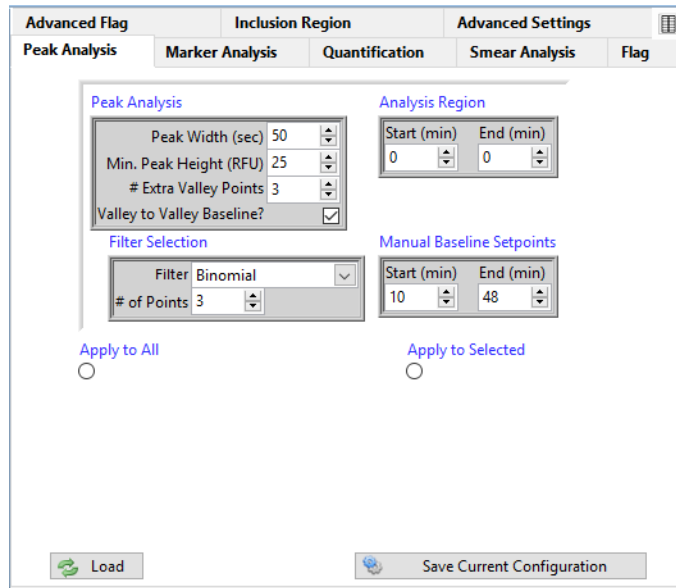 Advanced Flag Inclusion Region Advanced Settings
Peak Analysis Marker Analysis Quantification Smear Analysis Flag
Peak Analysis
Peak Width (sec) 50
Min. Peak Height (RFU) 25
# Extra Valley Points 3
Valley to Valley Baseline?
Analysis Region
Start (min) End (min)
0 0
Filter Selection
Filter Binomial
# of Points 3
Manual Baseline Setpoints
Start (min) End (min)
10 48
Apply to All Apply to Selected
Load Save Current Configuration